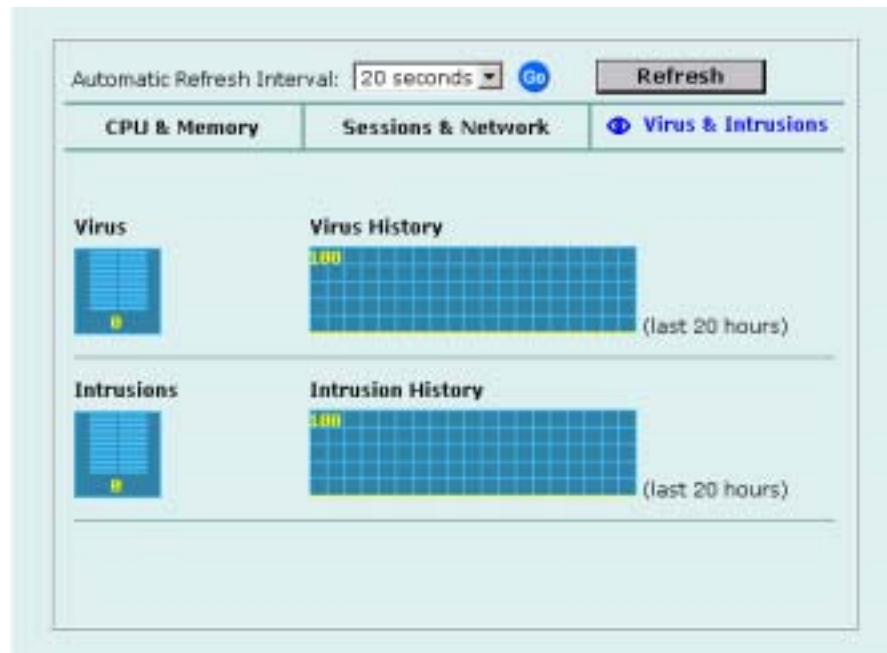 Automatic Refresh Interval: 20 seconds Go Refresh
CPU & Memory Sessions & Network Virus & Intrusions
Virus Virus History
100
0
(last 20 hours)
Intrusions Intrusion History
100
0
(last 20 hours)